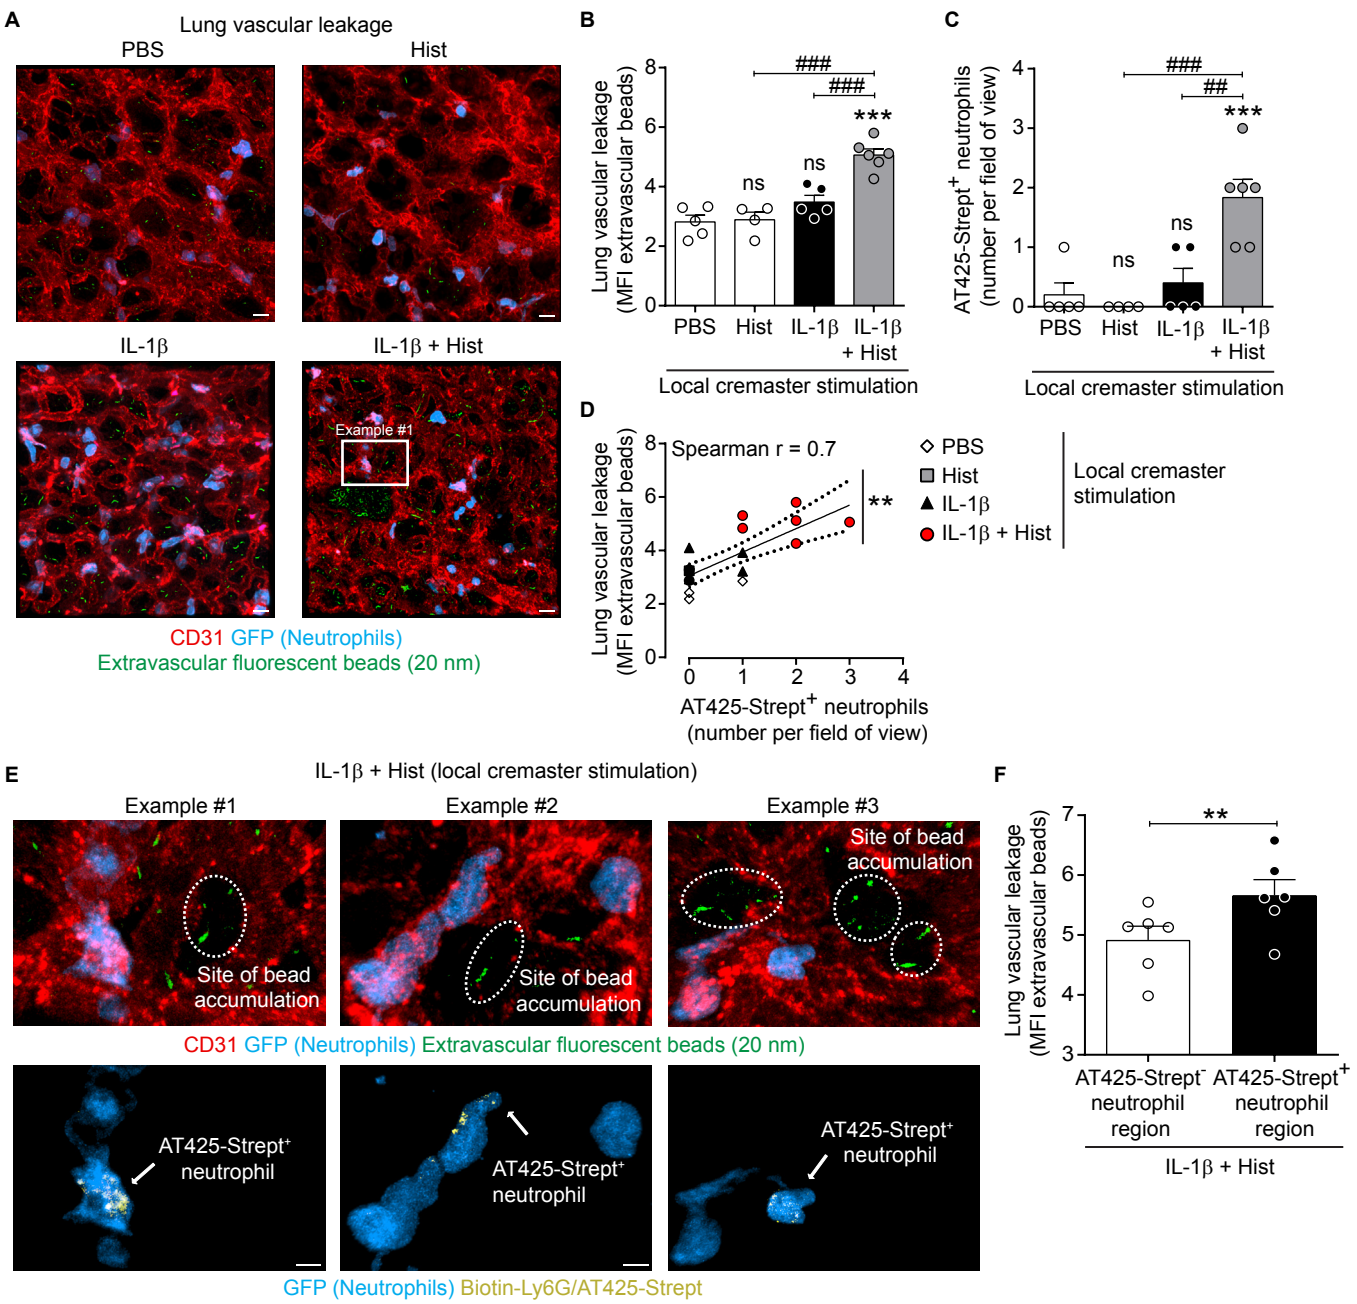 A
Lung vascular leakage
PBS
Hist
IL-1β
IL-1β + Hist
Example #1
CD31 GFP (Neutrophils)
Extravascular fluorescent beads (20 nm)
B
Lung vascular leakage
(MFI extravascular beads)
8
6
4
2
0
###
###
***
ns
ns
PBS
Hist
IL-1β
IL-1β
+ Hist
Local cremaster stimulation
C
AT425-Strept+ neutrophils
(number per field of view)
4
3
2
1
0
###
##
***
ns
ns
PBS
Hist
IL-1β
IL-1β
+ Hist
Local cremaster stimulation
D
Lung vascular leakage
(MFI extravascular beads)
8
6
4
2
0
Spearman r = 0.7
**
0 1 2 3 4
AT425-Strept+ neutrophils
(number per field of view)
PBS
Hist
IL-1β
IL-1β + Hist
Local cremaster
stimulation
E
IL-1β + Hist (local cremaster stimulation)
Example #1
Example #2
Example #3
Site of bead
accumulation
Site of bead
accumulation
Site of bead
accumulation
CD31 GFP (Neutrophils) Extravascular fluorescent beads (20 nm)
AT425-Strept+
neutrophil
AT425-Strept+
neutrophil
AT425-Strept+
neutrophil
GFP (Neutrophils) Biotin-Ly6G/AT425-Strept
F
Lung vascular leakage
(MFI extravascular beads)
7
6
5
4
3
**
AT425-Strept-
neutrophil
region
AT425-Strept+
neutrophil
region
IL-1β + Hist